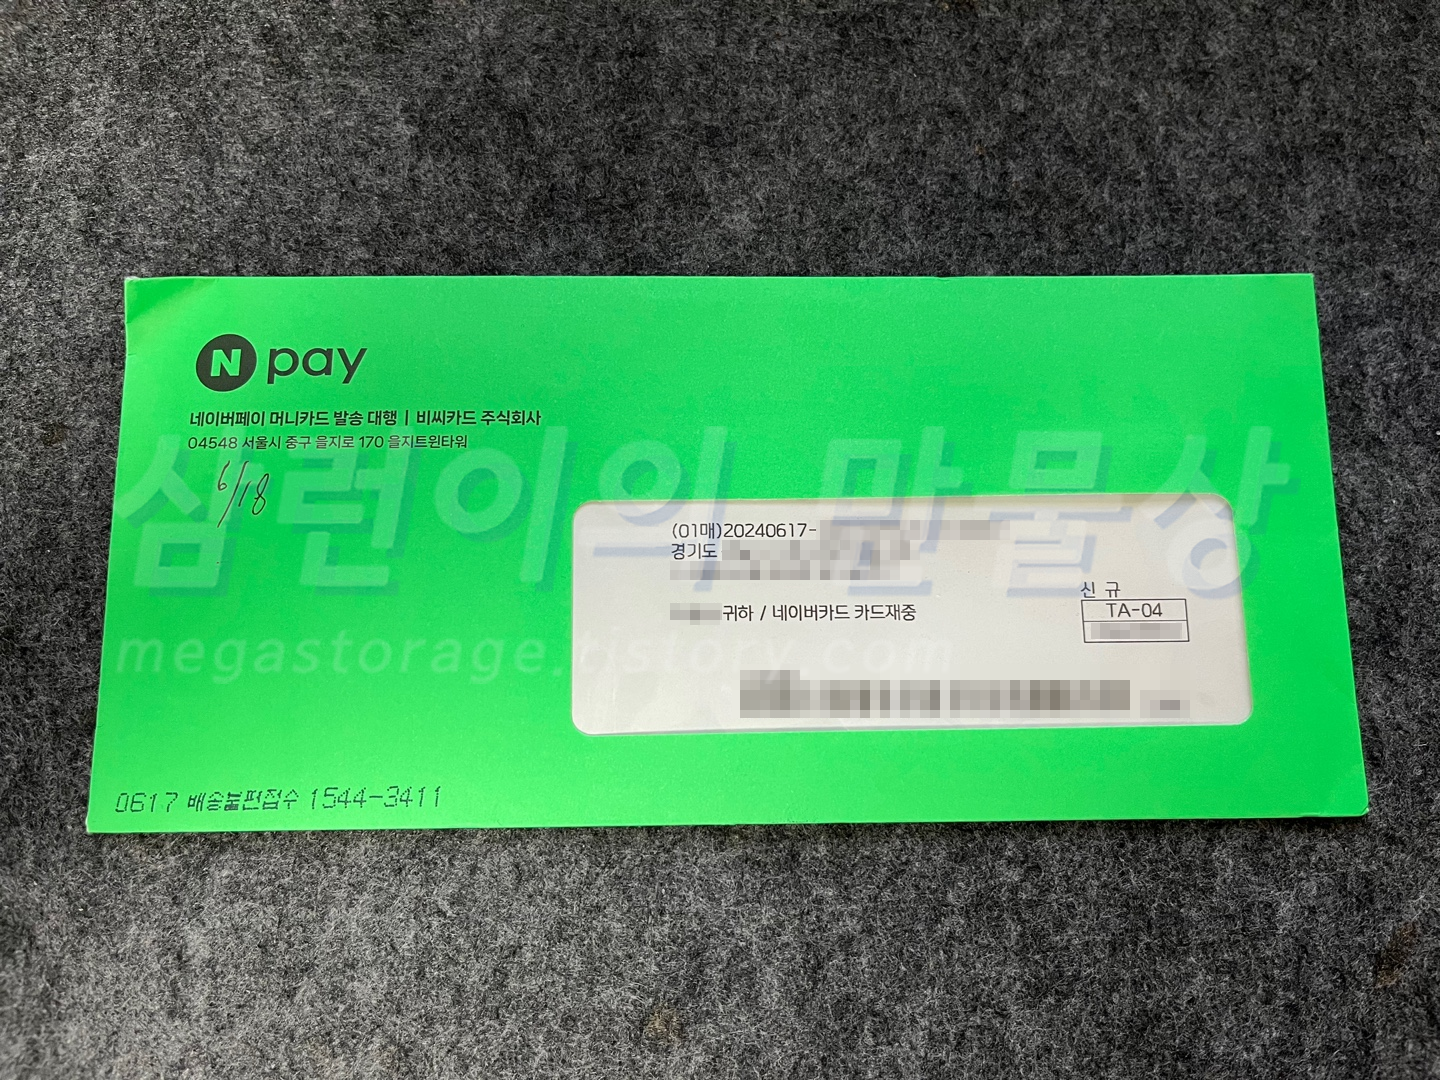 N pay
네이버페이 머니카드 발송 대행 | 비씨카드 주식회사
04548 서울시 중구 을지로 170 을지트윈타워
6/18
삼런이의 만물상
(01매)20240617-
경기도
신 규
TA-04
귀하 / 네이버카드 카드재중
megastorage.tistory.com
0617 배송불편접수 1544-3411